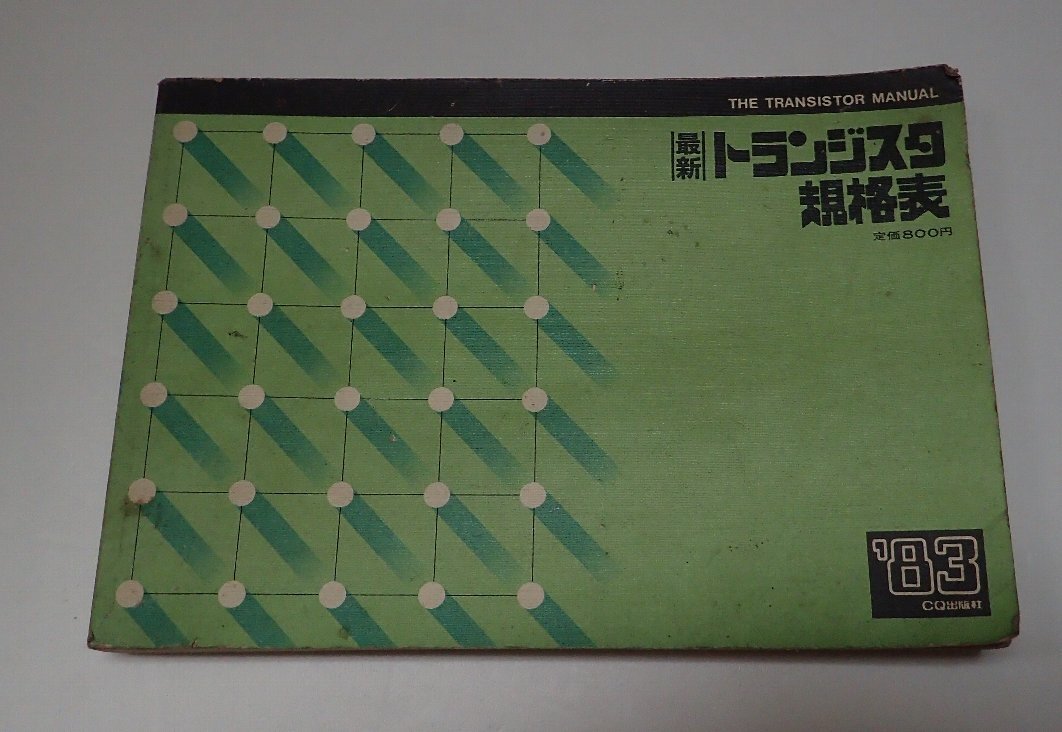 THE TRANSISTOR MANUAL
最新
トランジスタ
規格表
定価800円
'83
CQ出版社